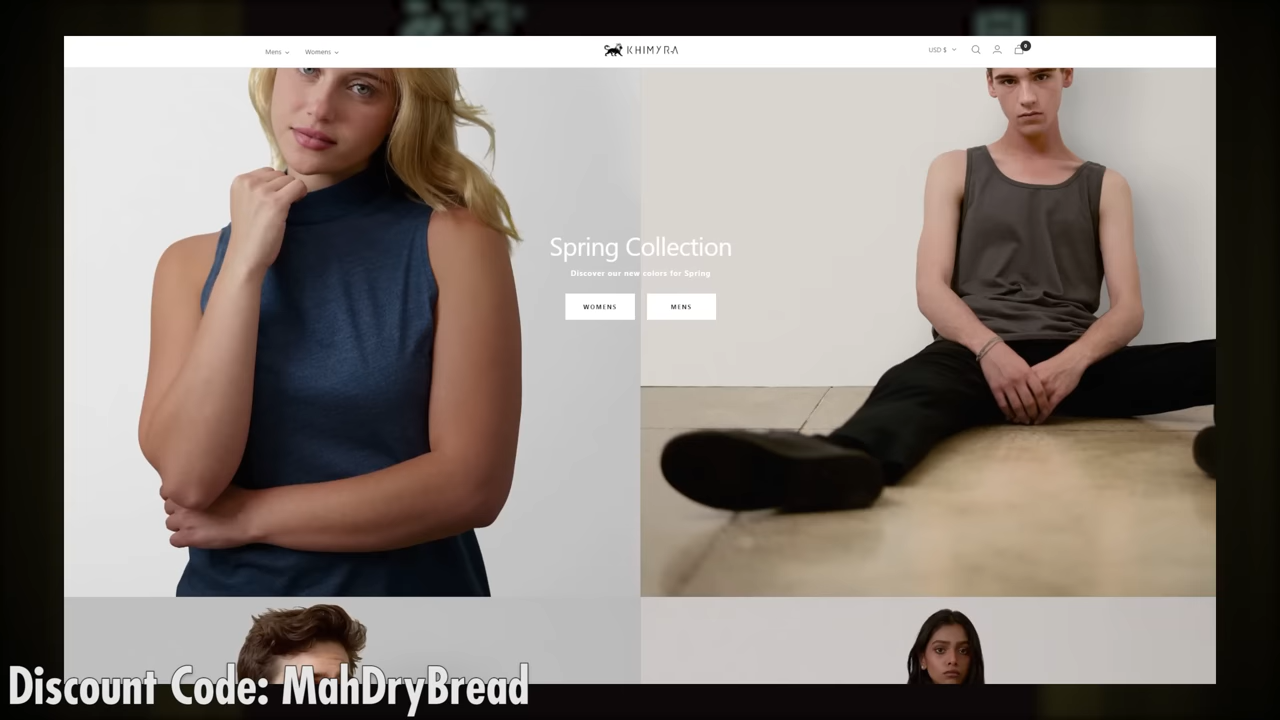 Mens
Womens
KHIMYRA
USD $
0
Spring Collection
Discover our new colors for Spring
WOMENS
MENS
Discount Code: MahDryBread